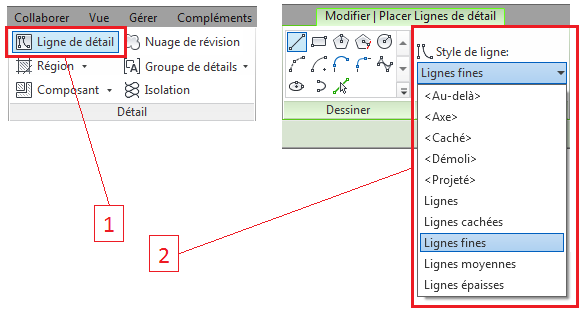 Collaborer Vue Gérer Compléments
Ligne de détail Nuage de révision
Région Groupe de détails
Composant Isolation
Détail
1
Modifier | Placer Lignes de détail
Dessiner
2
Style de ligne:
Lignes fines
<Au-delà>
<Axe>
<Caché>
<Démoli>
<Projeté>
Lignes
Lignes cachées
Lignes fines
Lignes moyennes
Lignes épaisses